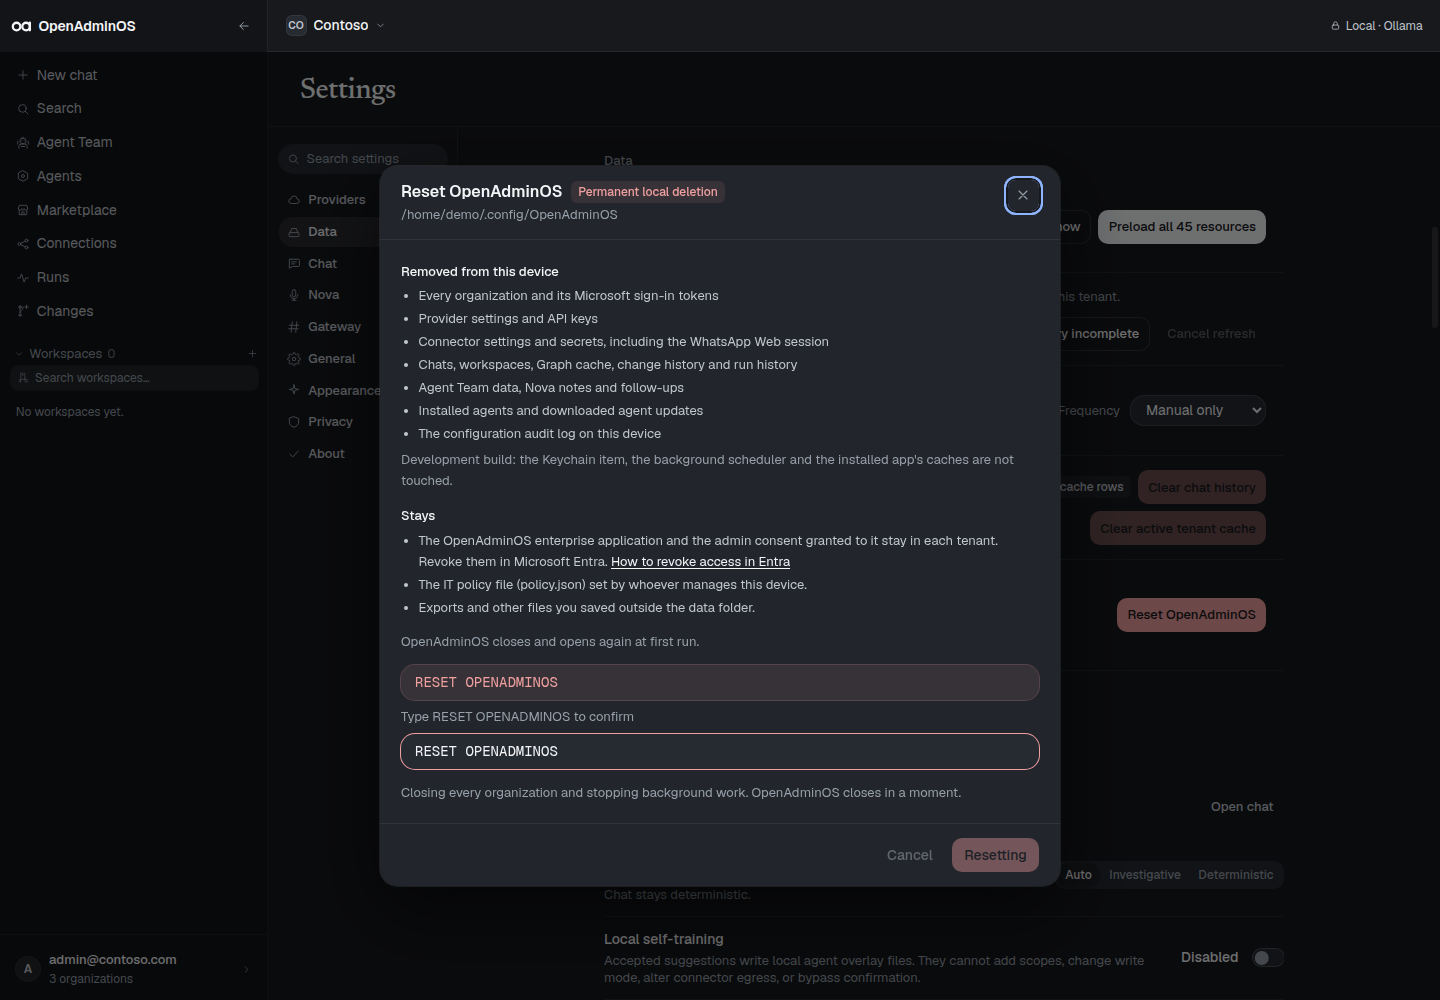 OpenAdminOS
CO Contoso
Local · Ollama
New chat
Search
Agent Team
Agents
Marketplace
Connections
Runs
Changes
Workspaces 0
Search workspaces...
No workspaces yet.
admin@contoso.com
A
3 organizations
Settings
Search settings
Providers
Data
Chat
Nova
Gateway
General
Appearance
Privacy
About
Data
Preload all 45 resources
his tenant.
incomplete
Cancel refresh
Frequency
Manual only
cache rows
Clear chat history
Clear active tenant cache
Reset OpenAdminOS
Open chat
Auto Investigative Deterministic
Chat stays deterministic.
Local self-training
Accepted suggestions write local agent overlay files. They cannot add scopes, change write
mode, alter connector egress, or bypass confirmation.
Disabled
Reset OpenAdminOS Permanent local deletion
/home/demo/.config/OpenAdminOS
Removed from this device
• Every organization and its Microsoft sign-in tokens
• Provider settings and API keys
• Connector settings and secrets, including the WhatsApp Web session
• Chats, workspaces, Graph cache, change history and run history
• Agent Team data, Nova notes and follow-ups
• Installed agents and downloaded agent updates
• The configuration audit log on this device
Development build: the Keychain item, the background scheduler and the installed app's caches are not
touched.
Stays
• The OpenAdminOS enterprise application and the admin consent granted to it stay in each tenant.
Revoke them in Microsoft Entra. How to revoke access in Entra
• The IT policy file (policy.json) set by whoever manages this device.
• Exports and other files you saved outside the data folder.
OpenAdminOS closes and opens again at first run.
RESET OPENADMINOS
Type RESET OPENADMINOS to confirm
RESET OPENADMINOS
Closing every organization and stopping background work. OpenAdminOS closes in a moment.
Cancel
Resetting